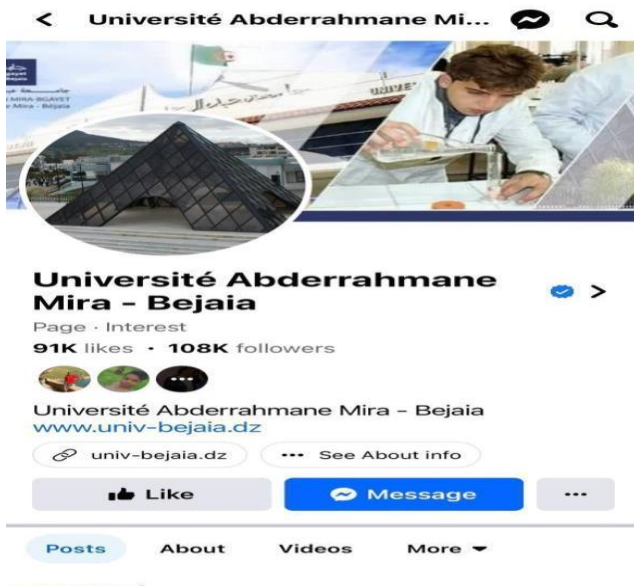 Université Abderrahmane Mi...
Université Abderrahmane
Mira - Bejaia
Page · Interest
91K likes • 108K followers
Université Abderrahmane Mira - Bejaia
www.univ-bejaia.dz
univ-bejaia.dz
••• See About info
Like
Message
•••
Posts
About
Videos
More